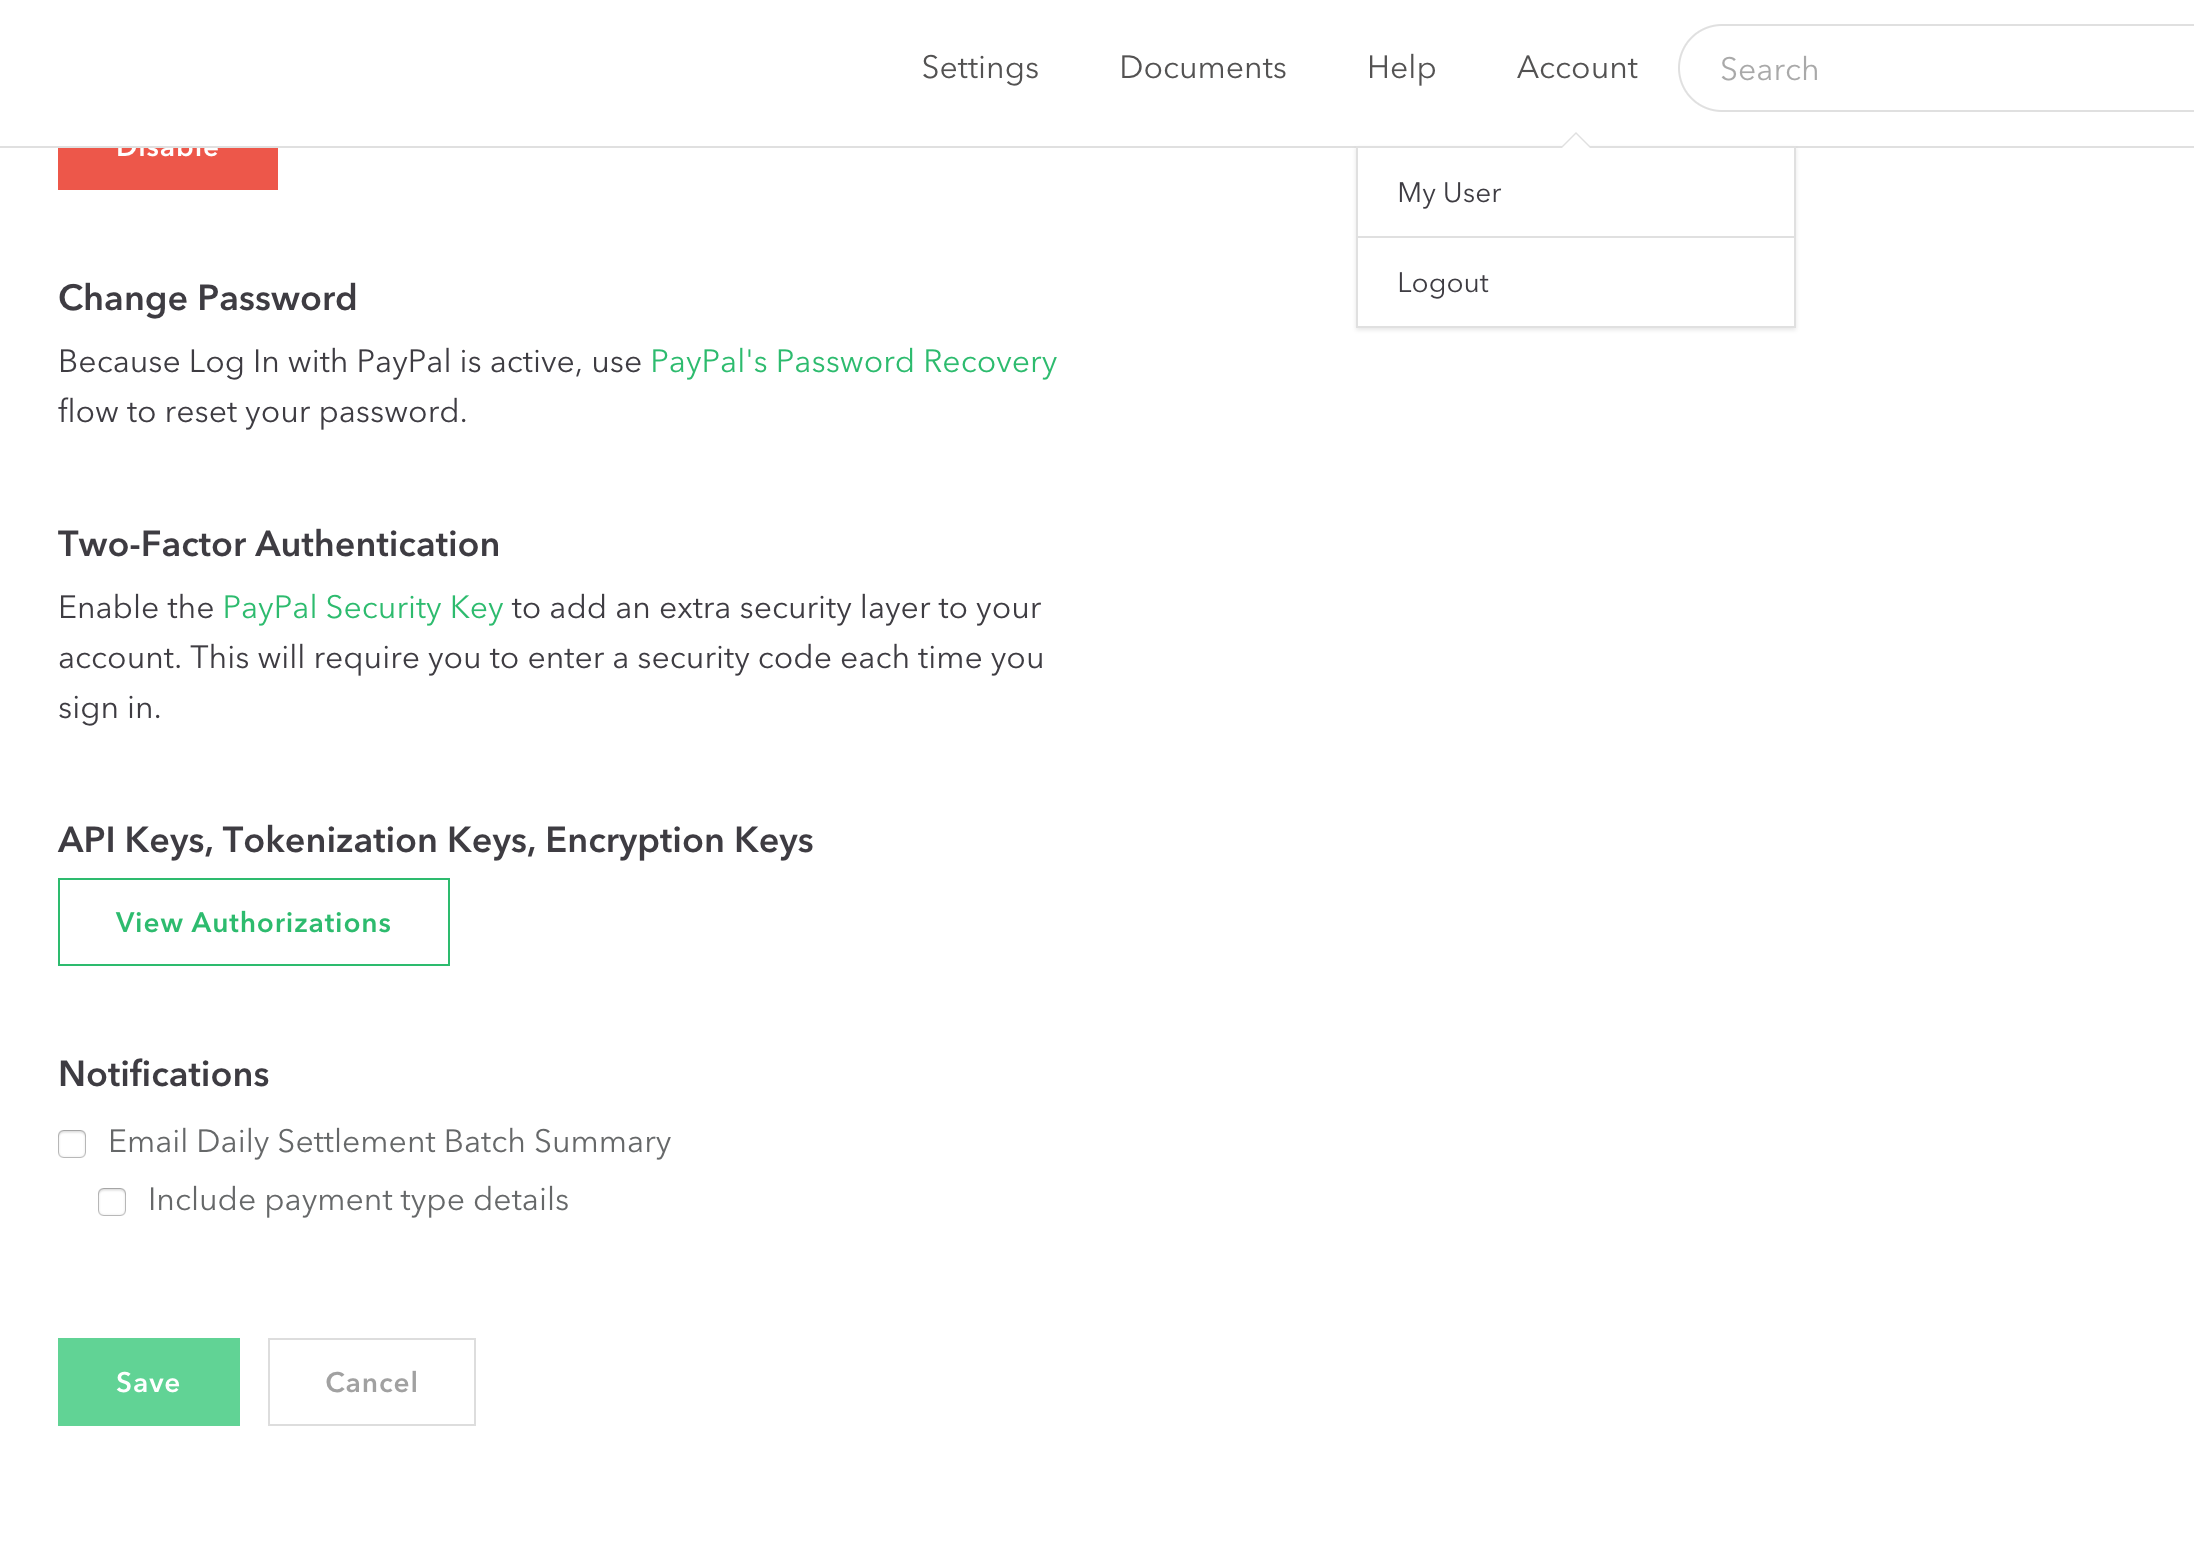 Settings Documents Help Account Search
Disable
My User
Logout
Change Password
Because Log In with PayPal is active, use PayPal's Password Recovery
flow to reset your password.
Two-Factor Authentication
Enable the PayPal Security Key to add an extra security layer to your
account. This will require you to enter a security code each time you
sign in.
API Keys, Tokenization Keys, Encryption Keys
View Authorizations
Notifications
Email Daily Settlement Batch Summary
Include payment type details
Save Cancel